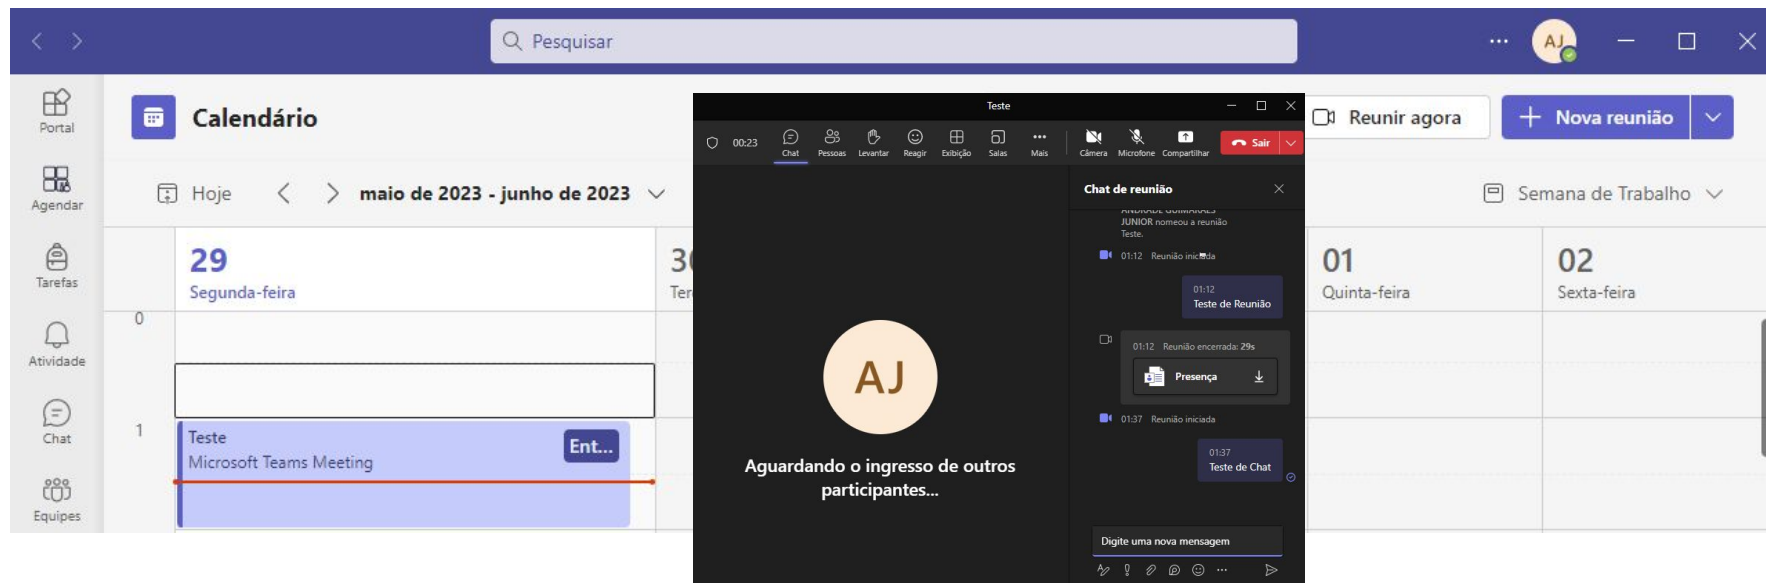 Pesquisar
AJ
Portal
Agendar
Tarefas
Atividade
Chat
Equipes
Calendário
Reunir agora
Nova reunião
Hoje
maio de 2023 - junho de 2023
Semana de Trabalho
29
Segunda-feira
01
Quinta-feira
02
Sexta-feira
0
1
Teste
Microsoft Teams Meeting
Ent...
Teste
00:23
Chat
Pessoas
Levantar
Reagir
Exibição
Salas
Mais
Câmera
Microfone
Compartilhar
Sair
AJ
Aguardando o ingresso de outros
participantes...
Chat de reunião
ANDRADE GUIMARAES
JUNIOR nomeou a reunião
Teste.
01:12 Reunião iniciada
01:12
Teste de Reunião
01:12 Reunião encerrada: 29s
Presença
01:37 Reunião iniciada
01:37
Teste de Chat
Digite uma nova mensagem